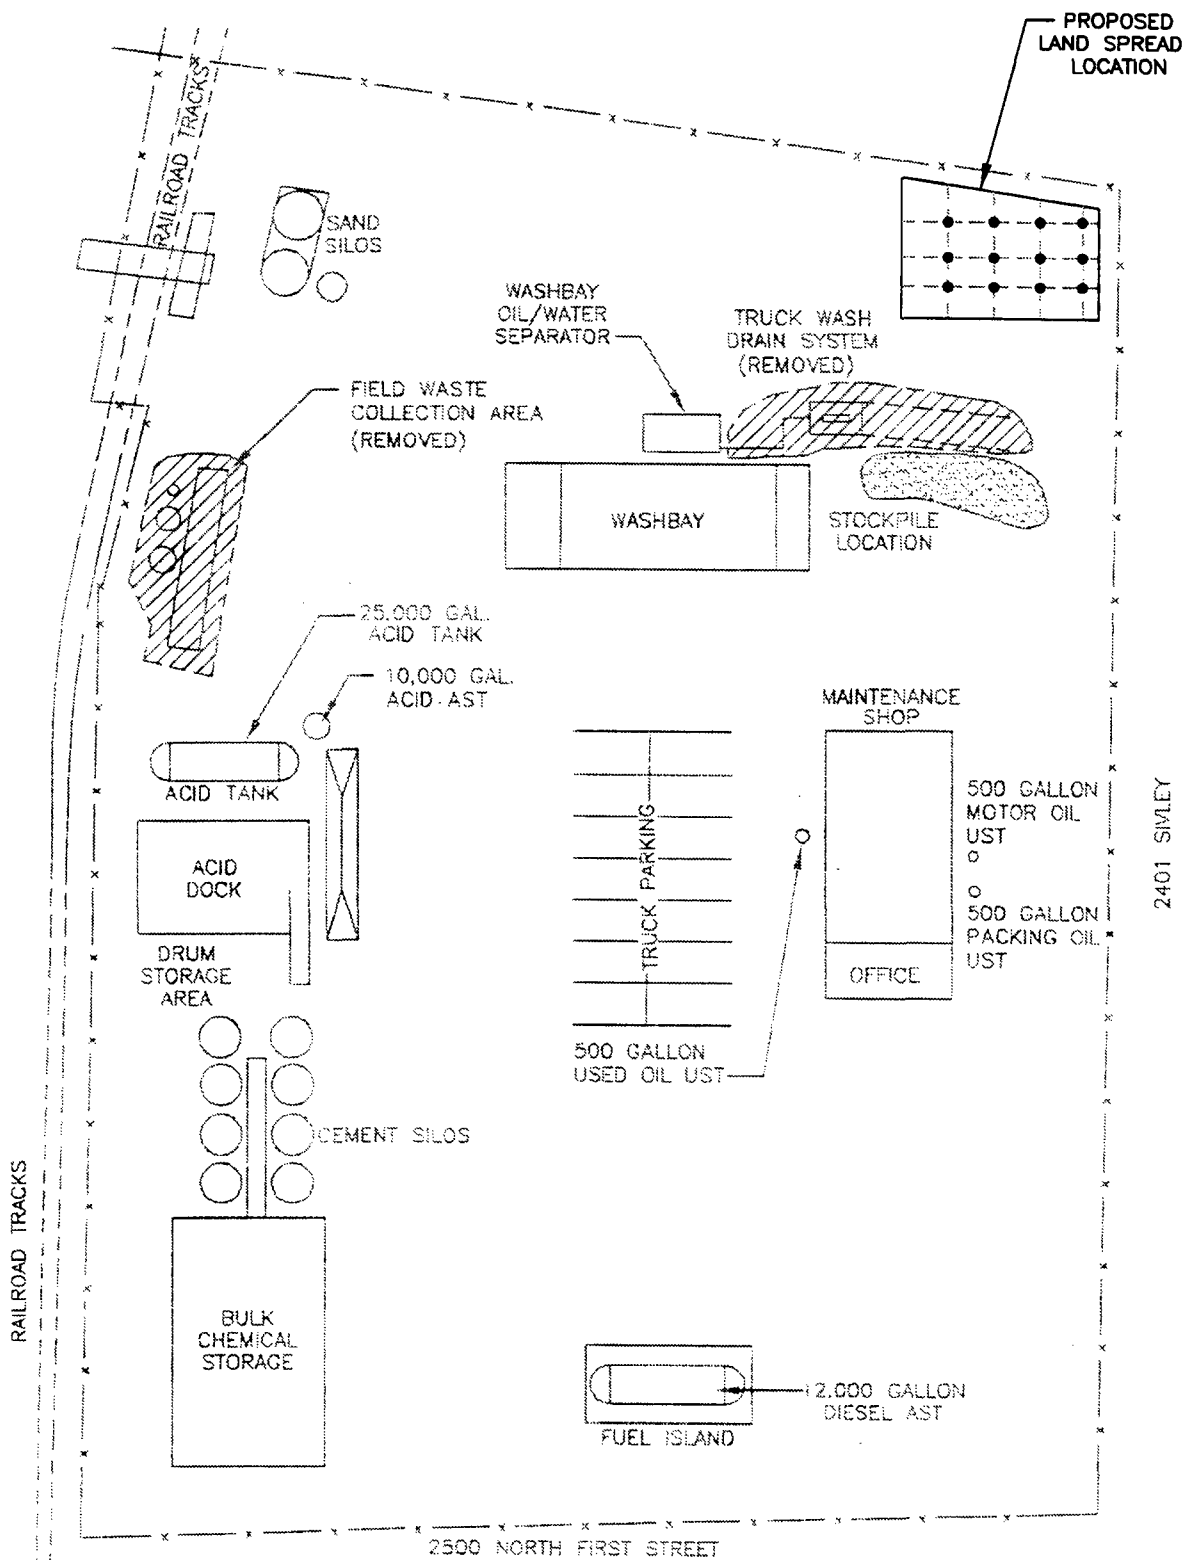 PROPOSED
LAND SPREAD
LOCATION
RAILROAD TRACKS
SAND
SILOS
WASHBAY
OIL/WATER
SEPARATOR
TRUCK WASH
DRAIN SYSTEM
(REMOVED)
FIELD WASTE
COLLECTION AREA
(REMOVED)
WASHBAY
STOCKPILE
LOCATION
25,000 GAL.
ACID TANK
10,000 GAL.
ACID AST
MAINTENANCE
SHOP
ACID TANK
500 GALLON
MOTOR OIL
UST
2401 SIVLEY
TRUCK PARKING
ACID
DOCK
500 GALLON
PACKING OIL
UST
DRUM
STORAGE
AREA
OFFICE
500 GALLON
USED OIL UST
CEMENT SILOS
RAILROAD TRACKS
BULK
CHEMICAL
STORAGE
12,000 GALLON
DIESEL AST
FUEL ISLAND
2500 NORTH FIRST STREET